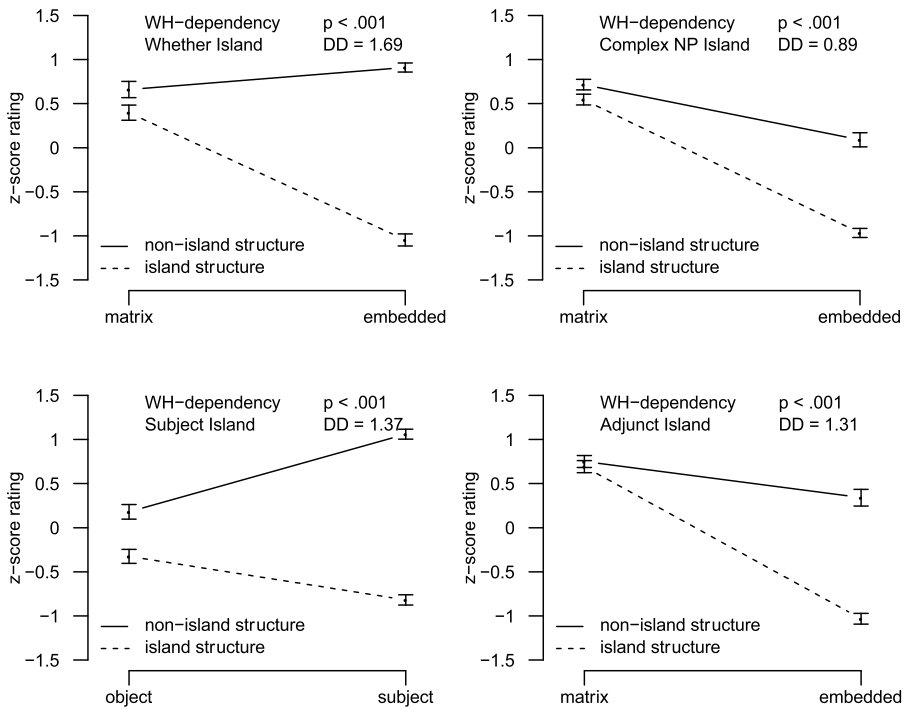 WH−dependency p < .001
Whether Island DD = 1.69
z−score rating
1.5
1
0.5
0
−0.5
−1
−1.5
non−island structure
island structure
matrix embedded
WH−dependency p < .001
Complex NP Island DD = 0.89
z−score rating
1.5
1
0.5
0
−0.5
−1
−1.5
non−island structure
island structure
matrix embedded
WH−dependency p < .001
Subject Island DD = 1.37
z−score rating
1.5
1
0.5
0
−0.5
−1
−1.5
non−island structure
island structure
object subject
WH−dependency p < .001
Adjunct Island DD = 1.31
z−score rating
1.5
1
0.5
0
−0.5
−1
−1.5
non−island structure
island structure
matrix embedded